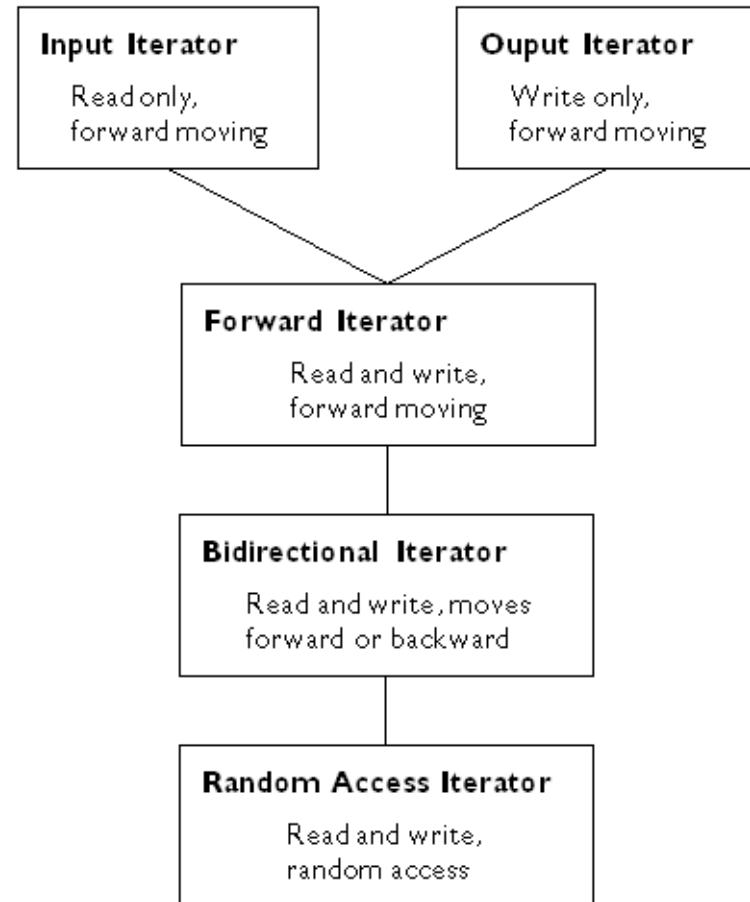 Input Iterator
Read only,
forward moving
Ouput Iterator
Write only,
forward moving
Forward Iterator
Read and write,
forward moving
Bidirectional Iterator
Read and write, moves
forward or backward
Random Access Iterator
Read and write,
random access